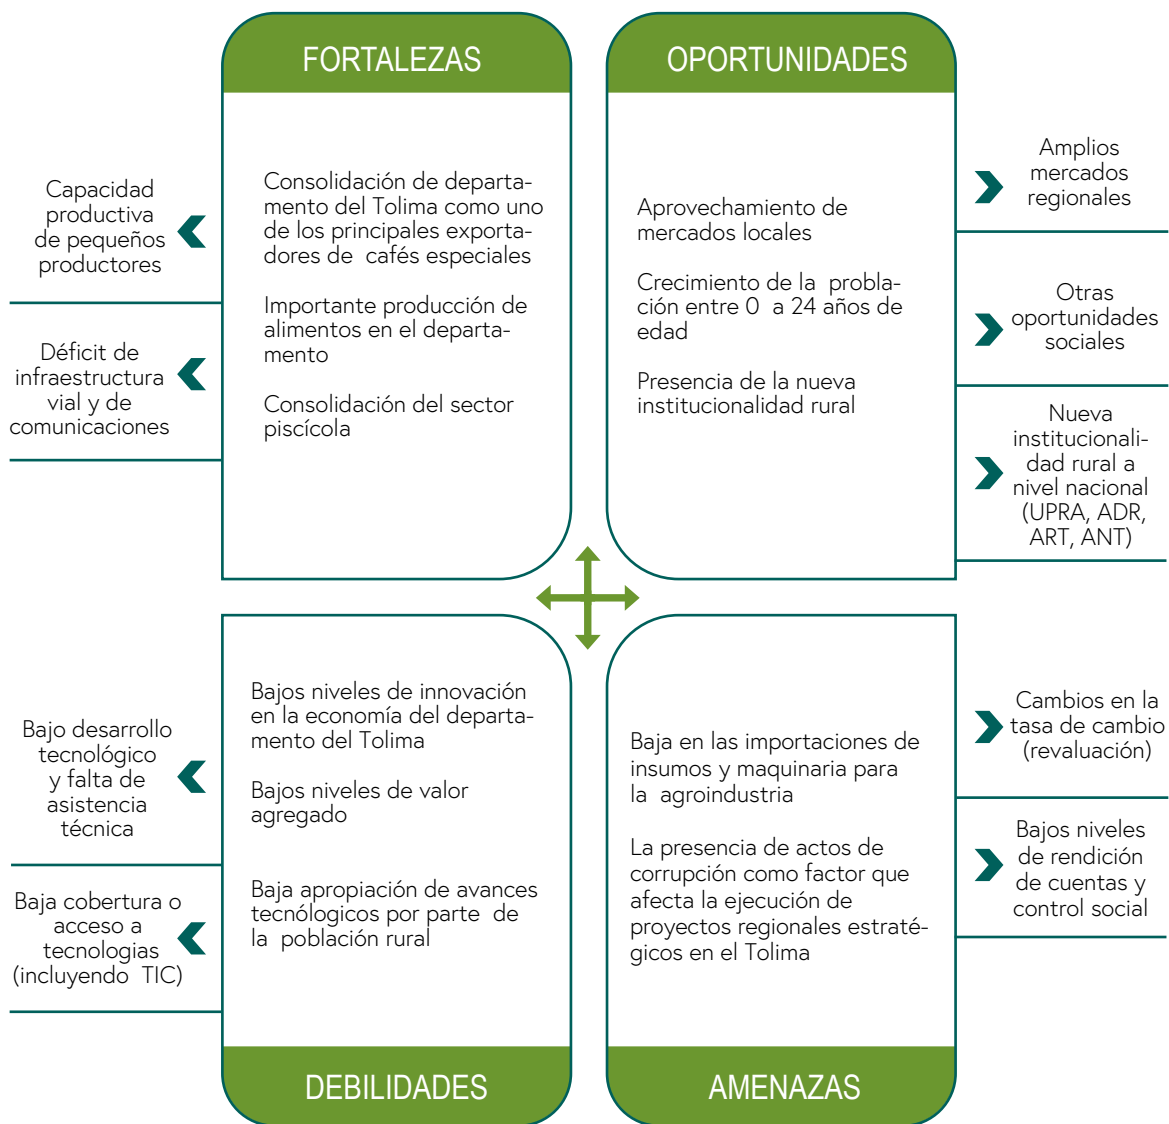 FORTALEZAS
Capacidad
productiva
de pequeños
productores
Déficit de
infraestructura
vial y de
comunicaciones
Consolidación de departa-
mento del Tolima como uno
de los principales exporta-
dores de cafés especiales
Importante producción de
alimentos en el departa-
mento
Consolidación del sector
piscícola
OPORTUNIDADES
Aprovechamiento de
mercados locales
Crecimiento de la probla-
ción entre 0 a 24 años de
edad
Presencia de la nueva
institucionalidad rural
Amplios
mercados
regionales
Otras
oportunidades
sociales
Nueva
institucionali-
dad rural a
nivel nacional
(UPRA, ADR,
ART, ANT)
Bajo desarrollo
tecnológico
y falta de
asistencia
técnica
Baja cobertura o
acceso a
tecnologias
(incluyendo TIC)
Bajos niveles de innovación
en la economía del departa-
mento del Tolima
Bajos niveles de valor
agregado
Baja apropiación de avances
tecnólogicos por parte de
la población rural
DEBILIDADES
Baja en las importaciones de
insumos y maquinaria para
la agroindustria
La presencia de actos de
corrupción como factor que
afecta la ejecución de
proyectos regionales estraté-
gicos en el Tolima
Cambios en la
tasa de cambio
(revaluación)
Bajos niveles
de rendición
de cuentas y
control social
AMENAZAS